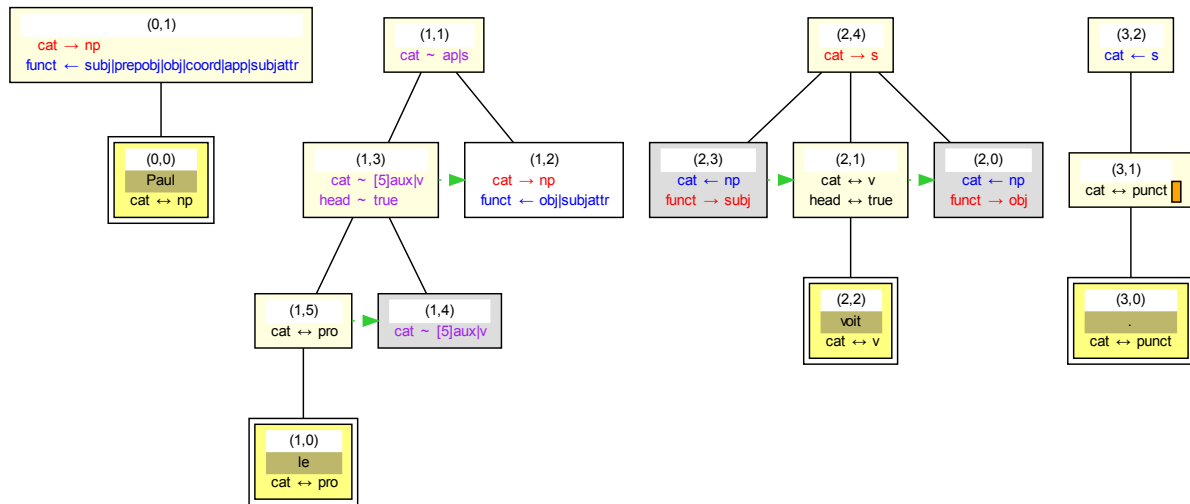 (0,1)
cat → np
funct ← subj|prepobj|obj|coord|app|subjattr
(0,0)
Paul
cat ↔ np
(1,1)
cat ~ ap|s
(1,3)
cat ~ [5]aux|v
head ~ true
(1,2)
cat → np
funct ← obj|subjattr
(1,5)
cat ↔ pro
(1,4)
cat ~ [5]aux|v
(1,0)
le
cat ↔ pro
(2,4)
cat → s
(2,3)
cat ← np
funct → subj
(2,1)
cat ↔ v
head ↔ true
(2,0)
cat ← np
funct → obj
(2,2)
voit
cat ↔ v
(3,2)
cat ← s
(3,1)
cat ↔ punct
(3,0)
.
cat ↔ punct